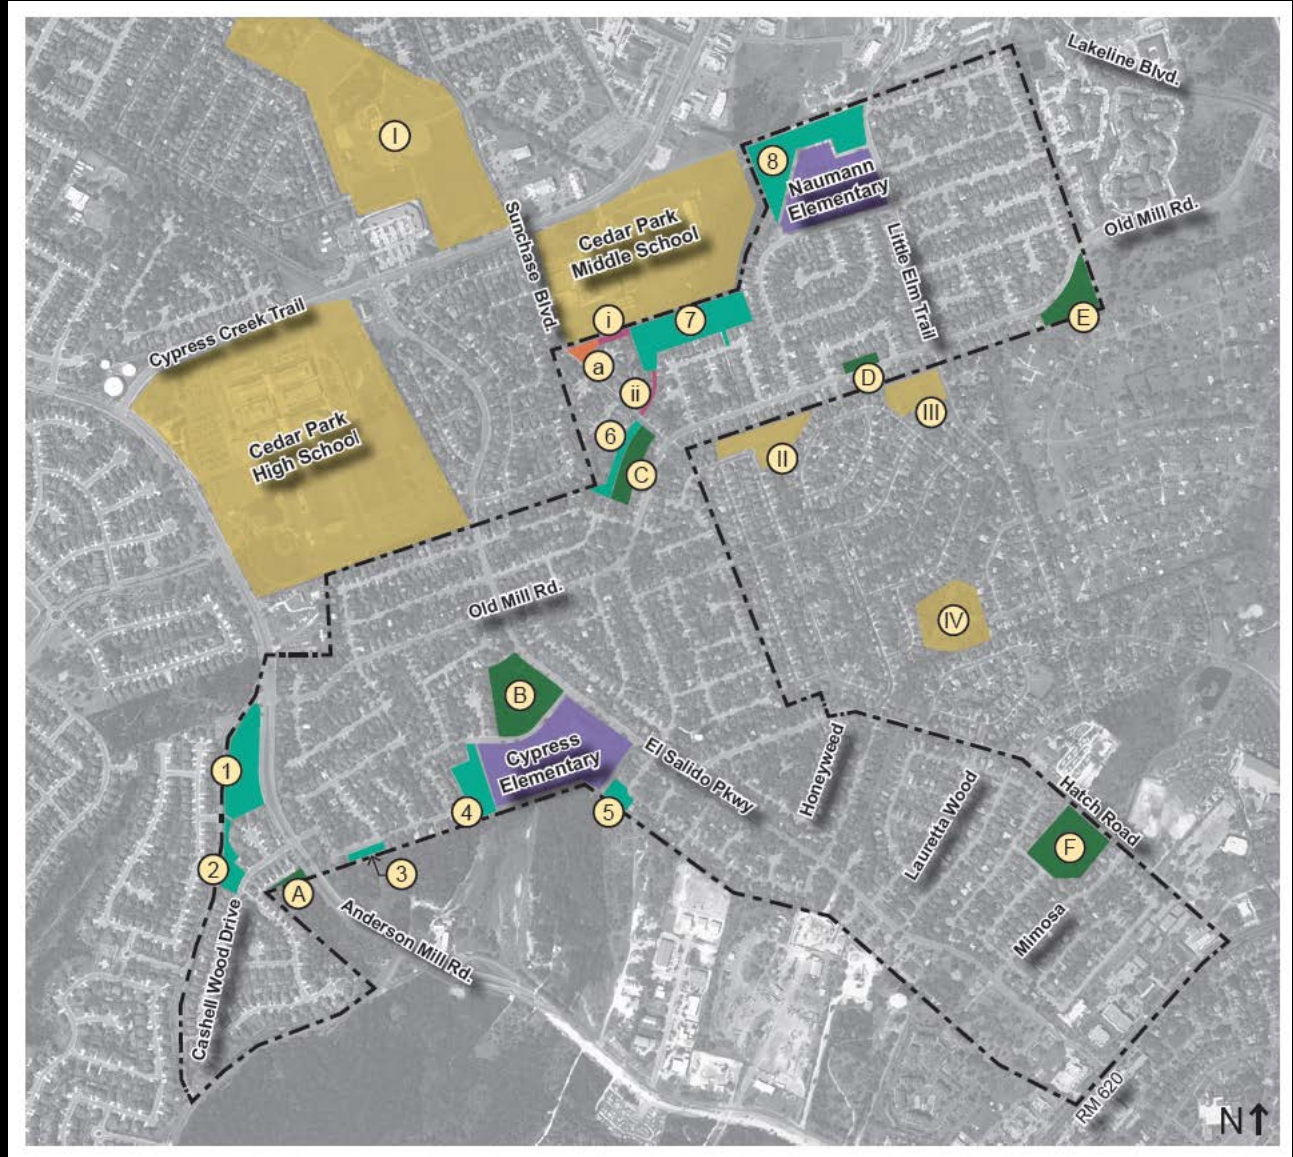 Lakeline Blvd.
I
8
Naumann
Elementary
Sunchase Blvd.
Cedar Park
Middle School
Old Mill Rd.
Little Elm Trail
Cypress Creek Trail
i
7
E
a
D
ii
III
Cedar Park
High School
6
II
C
Old Mill Rd.
IV
B
Cypress
Elementary
El Salido Pkwy
Honeyweed
1
Lauretta Wood
Hatch Road
4
5
F
2
3
A
Cashell Wood Drive
Anderson Mill Rd.
Mimosa
RM 620
N